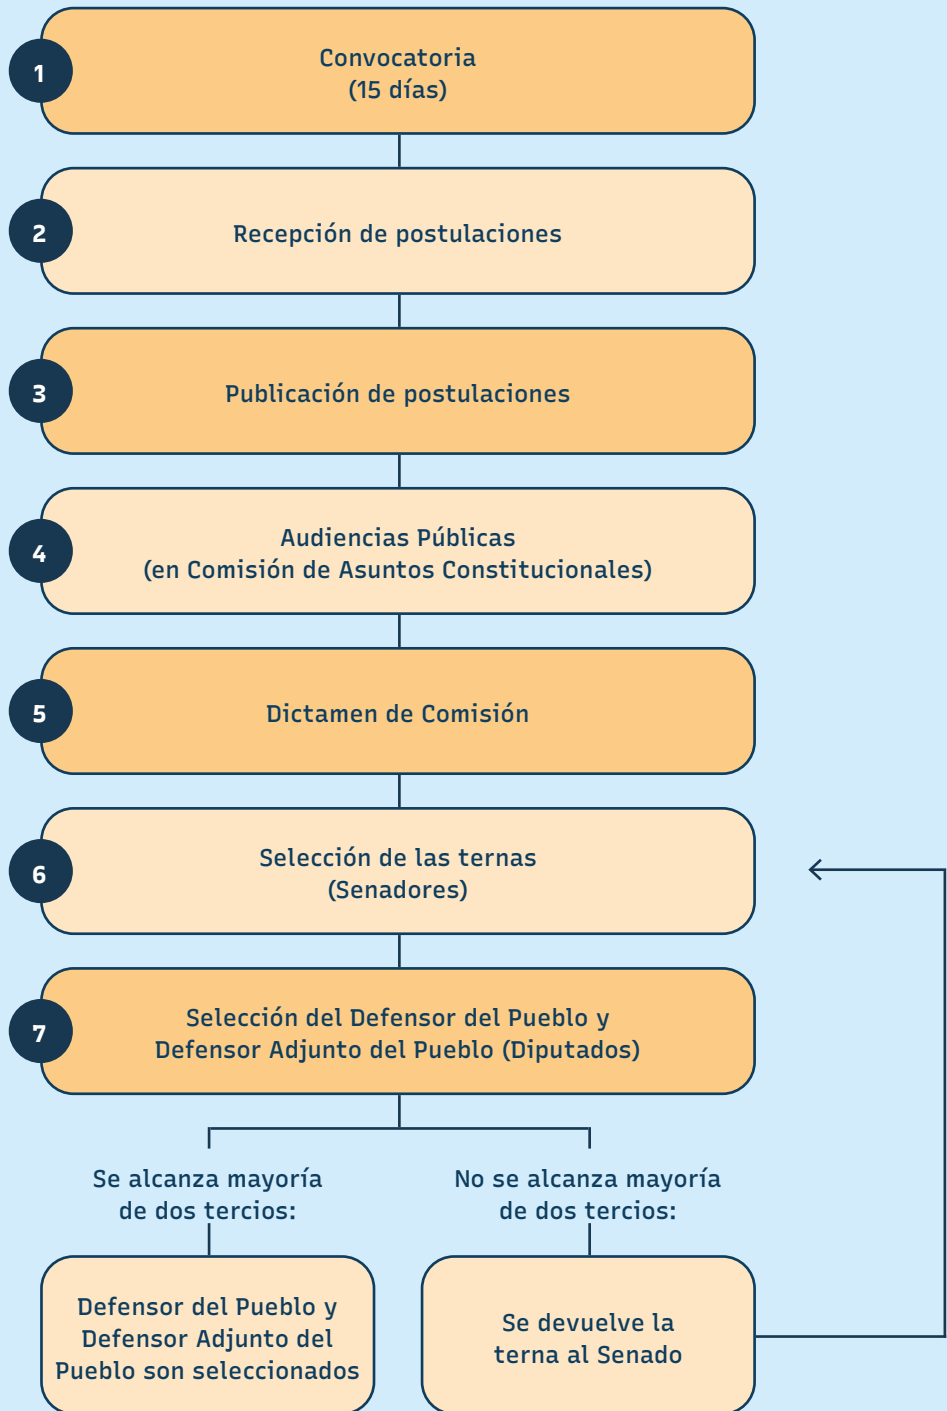 1
Convocatoria
(15 días)
2
Recepción de postulaciones
3
Publicación de postulaciones
4
Audiencias Públicas
(en Comisión de Asuntos Constitucionales)
5
Dictamen de Comisión
6
Selección de las ternas
(Senadores)
7
Selección del Defensor del Pueblo y
Defensor Adjunto del Pueblo (Diputados)
Se alcanza mayoría
de dos tercios:
No se alcanza mayoría
de dos tercios:
Defensor del Pueblo y
Defensor Adjunto del
Pueblo son seleccionados
Se devuelve la
terna al Senado